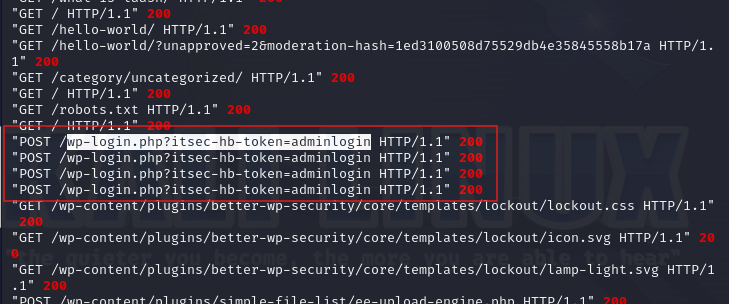 "GET /what-is-laudk/ HTTP/1.1" 200
"GET / HTTP/1.1" 200
"GET /hello-world/ HTTP/1.1" 200
"GET /hello-world/?unapproved=2&moderation-hash=1ed3100508d75529db4e35845558b17a HTTP/1.
1" 200
"GET /category/uncategorized/ HTTP/1.1" 200
"GET / HTTP/1.1" 200
"GET /robots.txt HTTP/1.1" 200
"GET / HTTP/1.1" 200
"POST /wp-login.php?itsec-hb-token=adminlogin HTTP/1.1" 200
"POST /wp-login.php?itsec-hb-token=adminlogin HTTP/1.1" 200
"POST /wp-login.php?itsec-hb-token=adminlogin HTTP/1.1" 200
"POST /wp-login.php?itsec-hb-token=adminlogin HTTP/1.1" 200
"GET /wp-content/plugins/better-wp-security/core/templates/lockout/lockout.css HTTP/1.1"
200
"GET /wp-content/plugins/better-wp-security/core/templates/lockout/icon.svg HTTP/1.1" 20
0
"the quieter you become, the more you are able to hear"
"GET /wp-content/plugins/better-wp-security/core/templates/lockout/lamp-light.svg HTTP/1
.1" 200
"POST /wp-content/plugins/simple-file-list/ee-upload-engine.php HTTP/1.1" 200